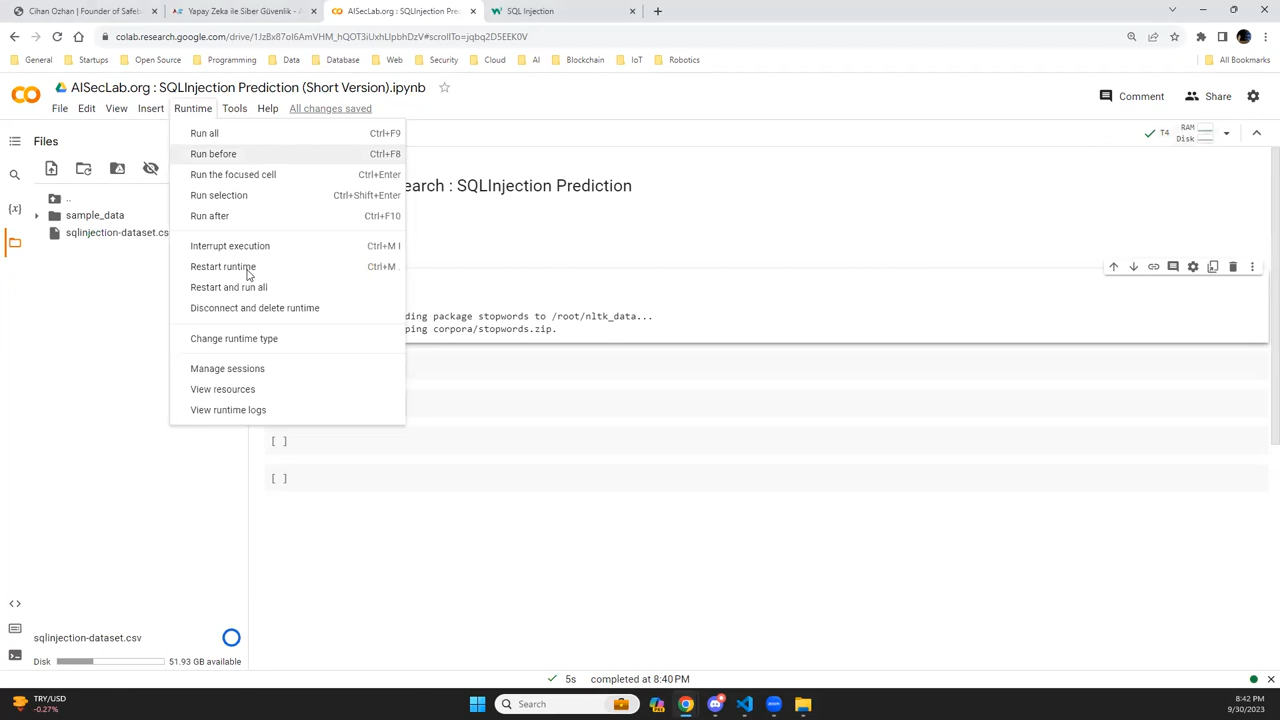 Cihan Ozhan | Founder of Safeb
Yapay Zeka ile Siber Güvenlik - A
AISecLab.org : SQLInjection Prec
SQL Injection
colab.research.google.com/drive/1JzBx87oI6AmVHM_hQOT3iUxhLIpbhDzV#scrollTo=jqbq2D5EEK0V
General
Startups
Open Source
Programming
Data
Database
Web
Security
Cloud
AI
Blockchain
IoT
Robotics
All Bookmarks
AISecLab.org : SQLInjection Prediction (Short Version).ipynb
Comment
Share
File Edit View Insert Runtime Tools Help All changes saved
Files
T4
RAM
Disk
Run all Ctrl+F9
Run before Ctrl+F8
Run the focused cell Ctrl+Enter
Run selection Ctrl+Shift+Enter
Run after Ctrl+F10
Interrupt execution Ctrl+M I
Restart runtime Ctrl+M .
Restart and run all
Disconnect and delete runtime
Change runtime type
Manage sessions
View resources
View runtime logs
..
sample_data
sqlinjection-dataset.cs
earch : SQLInjection Prediction
ding package stopwords to /root/nltk_data...
ping corpora/stopwords.zip.
[ ]
[ ]
{x}
<>
sqlinjection-dataset.csv
Disk
51.93 GB available
5s completed at 8:40 PM
TRY/USD
-0.27%
Search
8:42 PM
9/30/2023